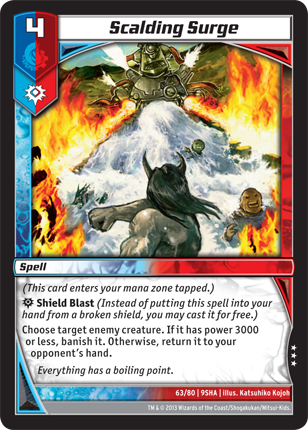 4
Scalding Surge
Spell
(This card enters your mana zone tapped.)
Shield Blast (Instead of putting this spell into your
hand from a broken shield, you may cast it for free.)
Choose target enemy creature. If it has power 3000
or less, banish it. Otherwise, return it to your
opponent's hand.
Everything has a boiling point.
63/80 | 9SHA | illus. Katsuhiko Kojoh
TM & © 2013 Wizards of the Coast/Shogakukan/Mitsui-Kids.